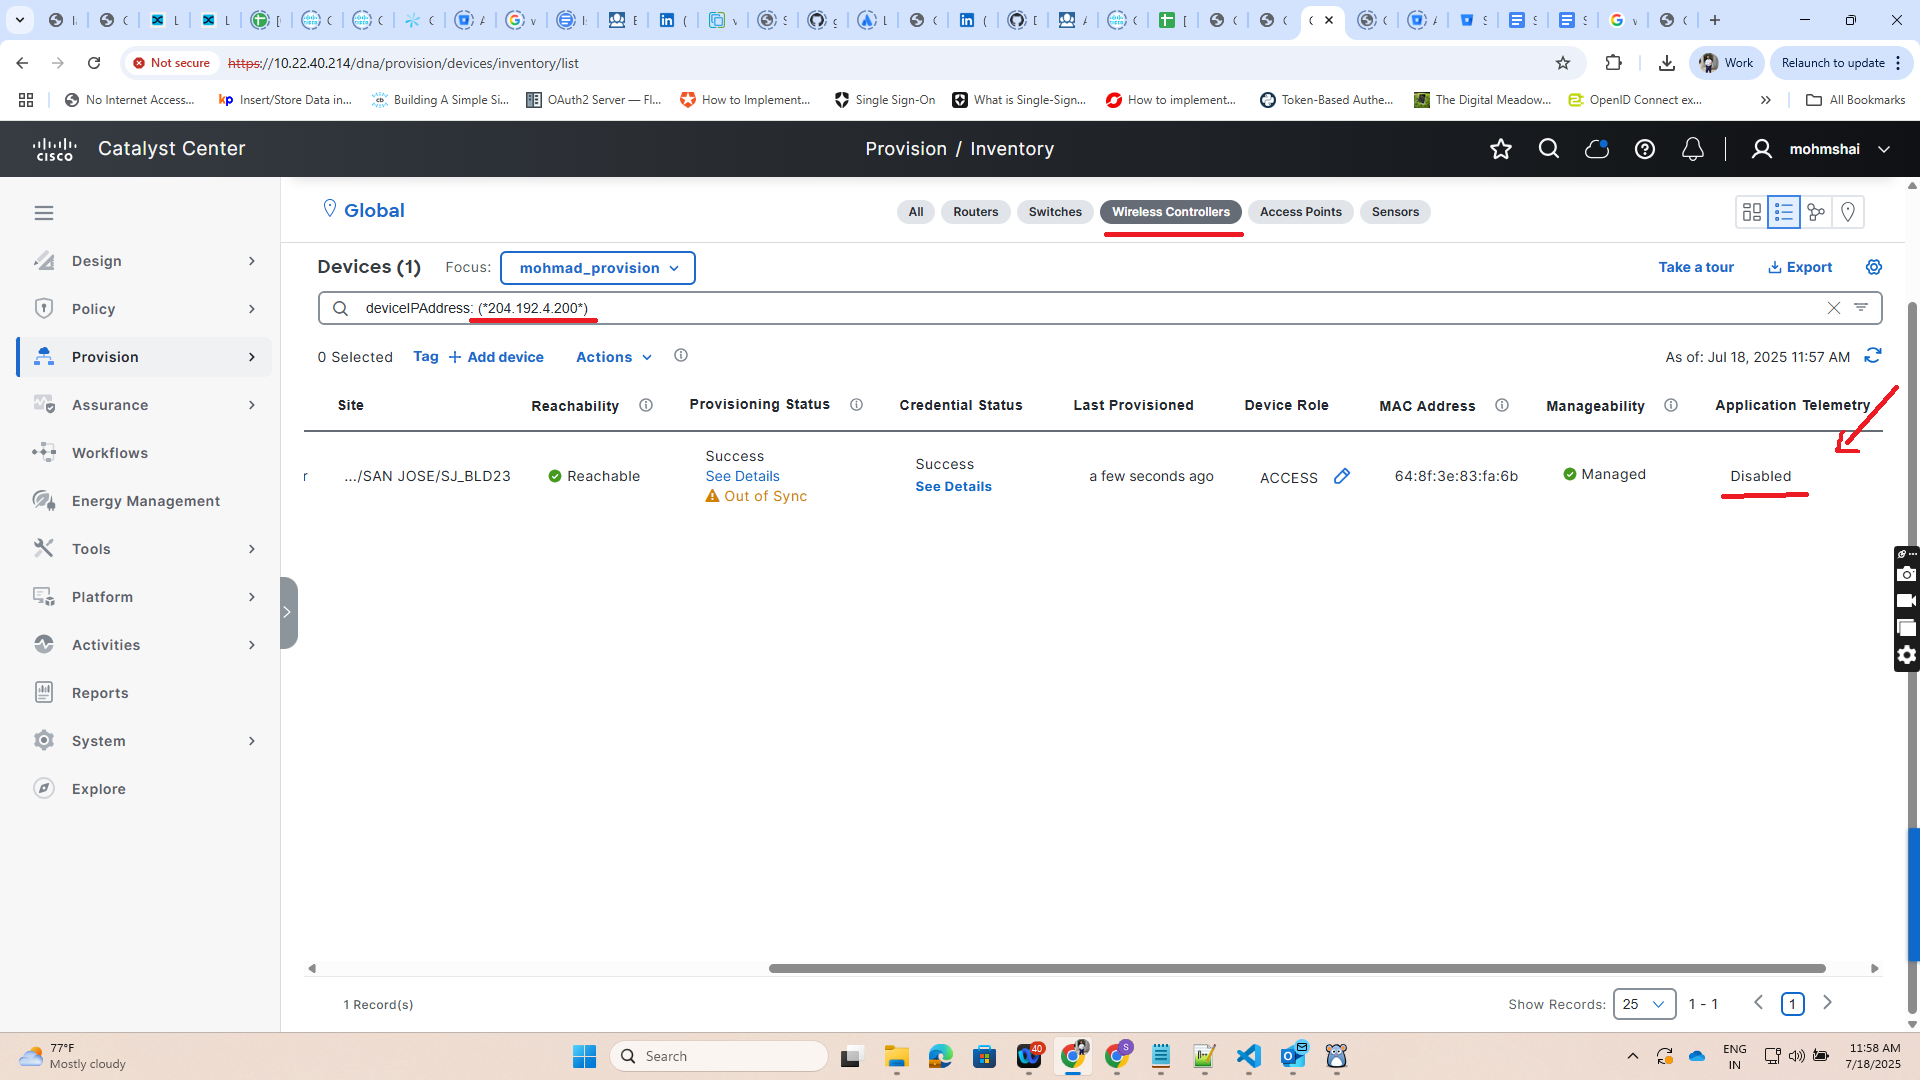 Not secure
https://10.22.40.214/dna/provision/devices/inventory/list
Work
Relaunch to update
No Internet Access...
Insert/Store Data in...
Building A Simple Si...
OAuth2 Server — Fl...
How to Implement...
Single Sign-On
What is Single-Sign...
How to implement...
Token-Based Authe...
The Digital Meadow...
OpenID Connect ex...
All Bookmarks
CISCO
Catalyst Center
Provision / Inventory
mohmshai
Global
All
Routers
Switches
Wireless Controllers
Access Points
Sensors
Design
Policy
Provision
Assurance
Workflows
Energy Management
Tools
Platform
Activities
Reports
System
Explore
Devices (1)
Focus:
mohmad_provision
Take a tour
Export
deviceIPAddress: (*204.192.4.200*)
0 Selected
Tag
Add device
Actions
As of: Jul 18, 2025 11:57 AM
Site
Reachability
Provisioning Status
Credential Status
Last Provisioned
Device Role
MAC Address
Manageability
Application Telemetry
r
.../SAN JOSE/SJ_BLD23
Reachable
Success
See Details
Out of Sync
Success
See Details
a few seconds ago
ACCESS
64:8f:3e:83:fa:6b
Managed
Disabled
1 Record(s)
Show Records:
25
1 - 1
1
77°F
Mostly cloudy
Search
40
S
ENG
IN
11:58 AM
7/18/2025